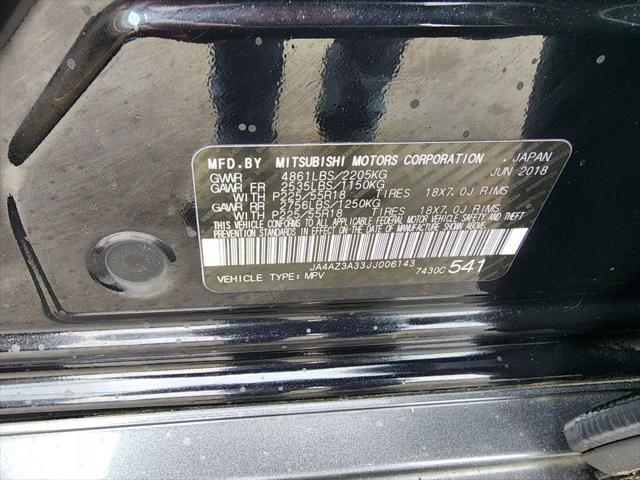 MFD.BY MITSUBISHI MOTORS CORPORATION . JAPAN
GVWR 4861LBS/2205KG JUN 2018
GAWR FR 2535LBS/1150KG
WITH P225/55R18 TIRES 18X7.0J RIMS
GAWR RR 2756LBS/1250KG
WITH P225/55R18 TIRES 18X7.0J RIMS
THIS VEHICLE CONFORMS TO ALL APPLICABLE FEDERAL MOTOR VEHICLE SAFETY AND THEFT
PREVENTION STANDARDS IN EFFECT ON THE DATE OF MANUFACTURE SHOWN ABOVE.
JA4AZ3A33JJ006143
VEHICLE TYPE: MPV 7430C 541